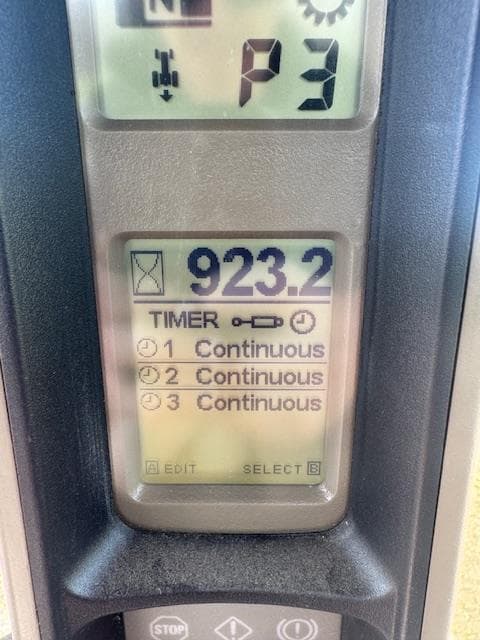 N
P3
923.2
TIMER
1 Continuous
2 Continuous
3 Continuous
A EDIT SELECT B
STOP